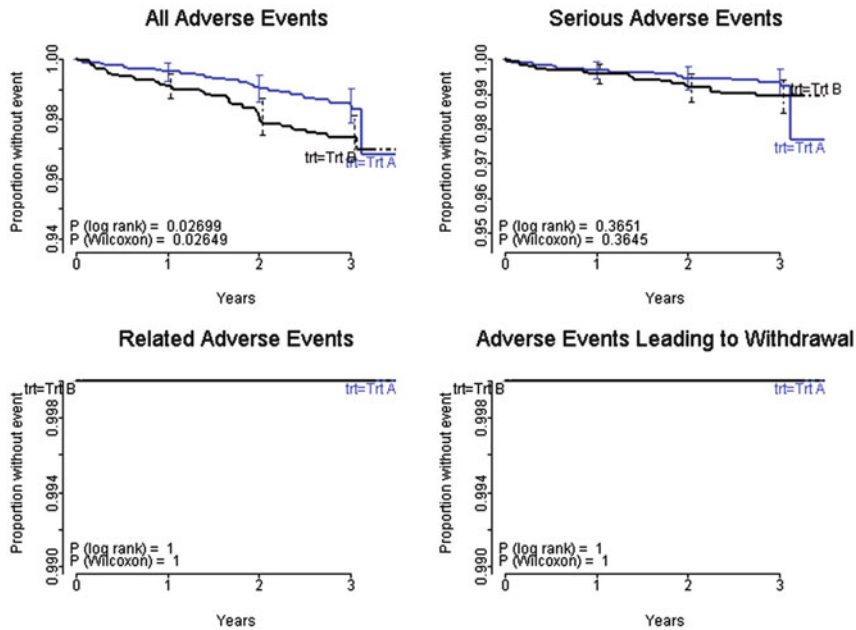 All Adverse Events
Proportion without event
1.00
0.98
0.96
0.94
trt=Trt B
trt=Trt A
P (log rank) = 0.02699
P (Wilcoxon) = 0.02649
0 1 2 3
Years
Serious Adverse Events
Proportion without event
1.00
0.99
0.98
0.97
0.96
0.95
trt=Trt B
trt=Trt A
P (log rank) = 0.3651
P (Wilcoxon) = 0.3645
0 1 2 3
Years
Related Adverse Events
Proportion without event
0.998
0.994
0.990
trt=Trt B
trt=Trt A
P (log rank) = 1
P (Wilcoxon) = 1
0 1 2 3
Years
Adverse Events Leading to Withdrawal
Proportion without event
0.998
0.994
0.990
trt=Trt B
trt=Trt A
P (log rank) = 1
P (Wilcoxon) = 1
0 1 2 3
Years